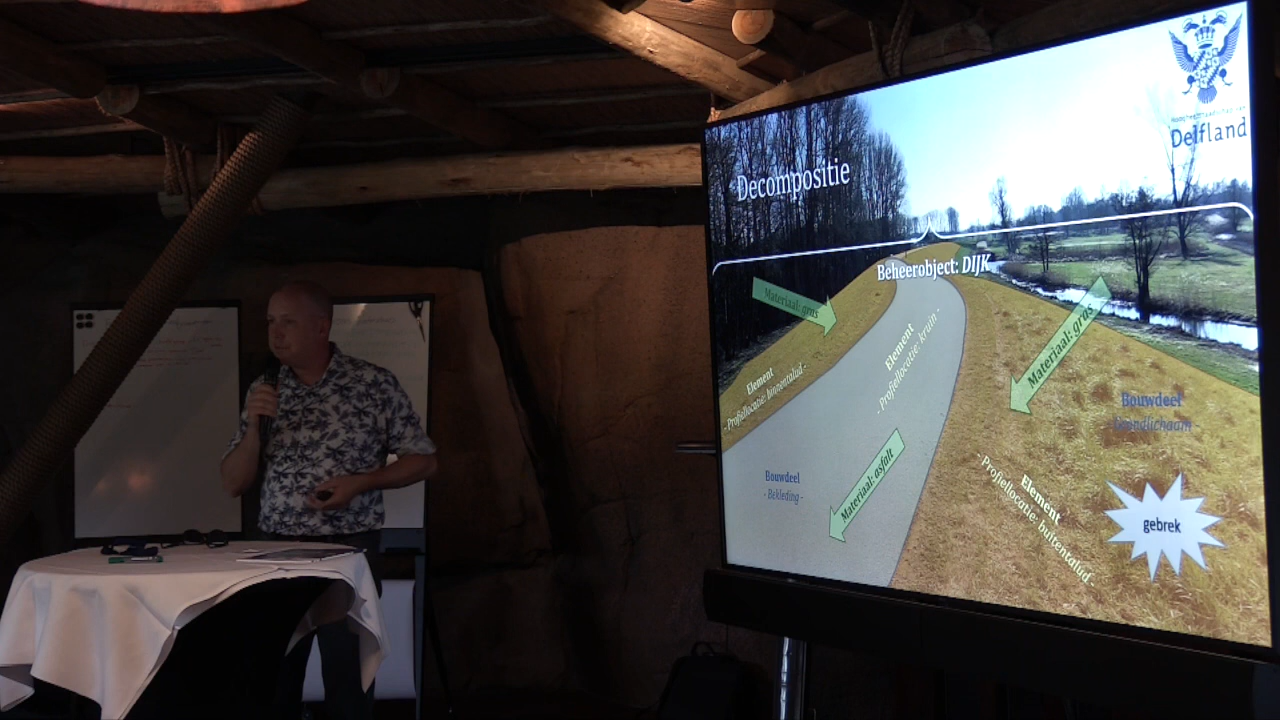 Delfland
Decompositie
Beheerobject: DIJK
Materiaal: gras
Materiaal: gras
Element
- Profiellocatie: kruin -
Element
- Profiellocatie: binnentalud -
Bouwdeel
Bouwdeel
- Bekleding -
Materiaal: asfalt
Element
- Profiellocatie: buitentalud -
gebrek